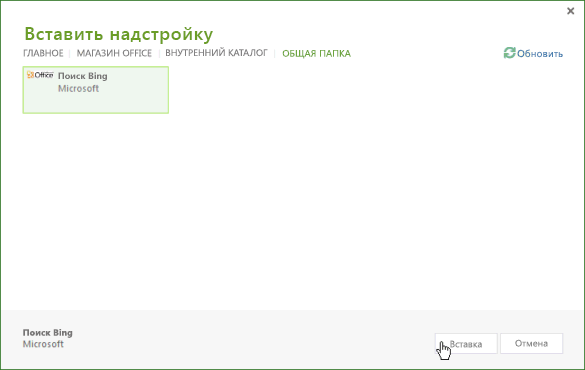 ×
Вставить надстройку
ГЛАВНОЕ | МАГАЗИН OFFICE | ВНУТРЕННИЙ КАТАЛОГ | ОБЩАЯ ПАПКА
Обновить
Office Поиск Bing
Microsoft
Поиск Bing
Microsoft
Вставка Отмена